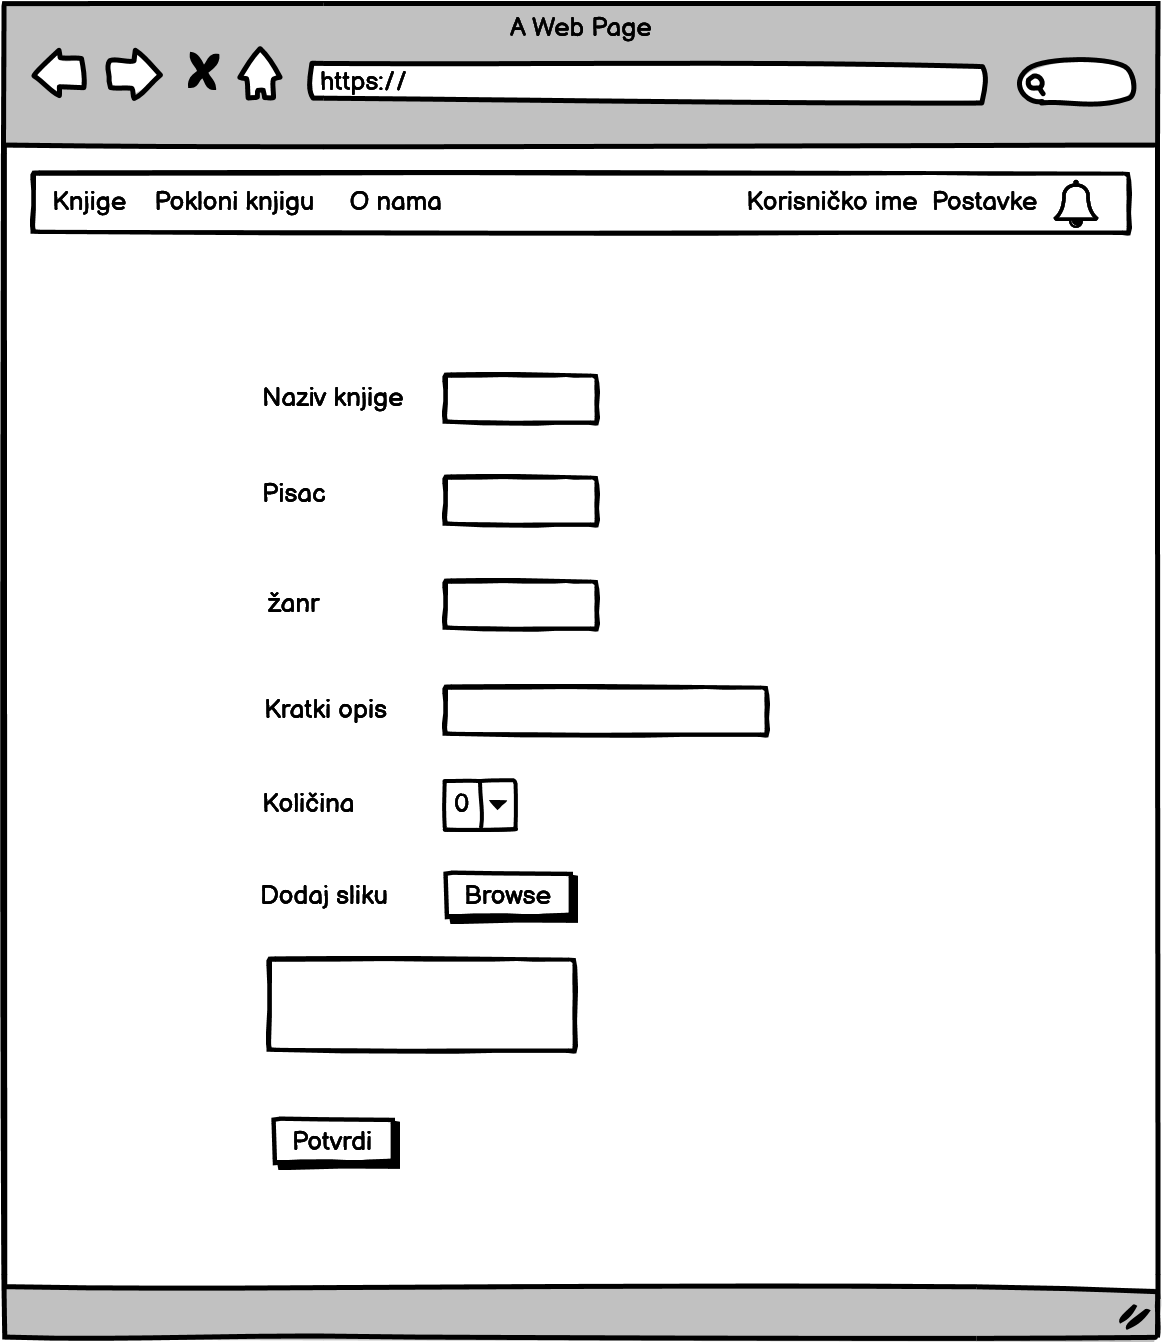 A Web Page
https://
Knjige Pokloni knjigu O nama Korisničko ime Postavke
Naziv knjige
Pisac
žanr
Kratki opis
Količina 0
Dodaj sliku Browse
Potvrdi